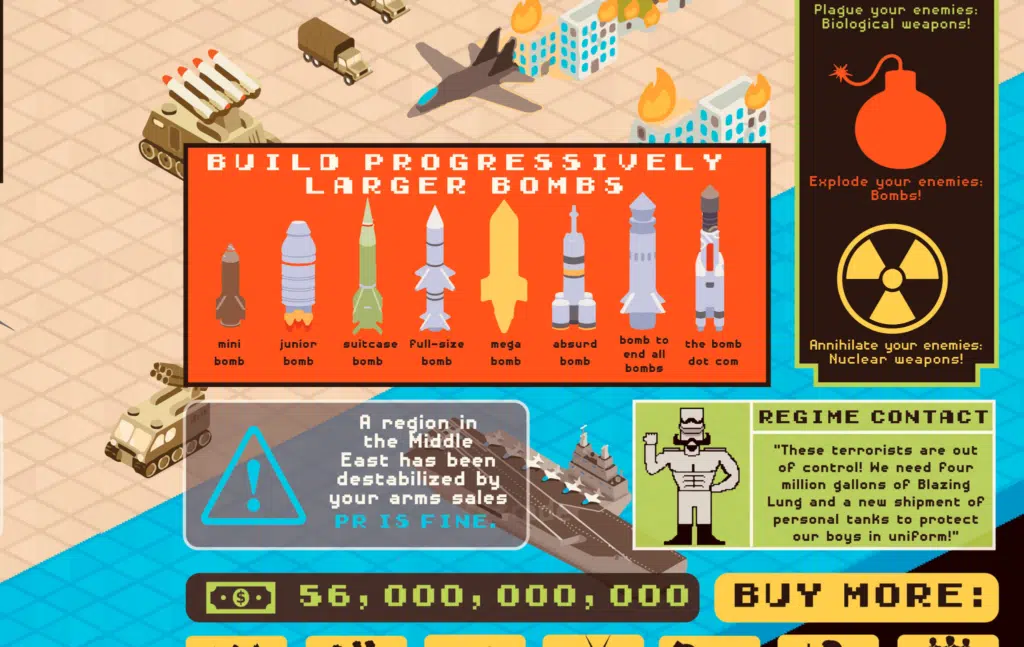 Plague your enemies:
Biological weapons!
Explode your enemies:
Bombs!
Annihilate your enemies:
Nuclear weapons!
BUILD PROGRESSIVELY
LARGER BOMBS
mini
bomb
junior
bomb
suitcase
bomb
full-size
bomb
mega
bomb
absurd
bomb
bomb to
end all
bombs
the bomb
dot com
A region in
the Middle
East has been
destabilized by
your arms sales
PR IS FINE.
REGIME CONTACT
"These terrorists are out
of control! We need four
million gallons of Blazing
Lung and a new shipment of
personal tanks to protect
our boys in uniform!"
$ 56,000,000,000
BUY MORE: